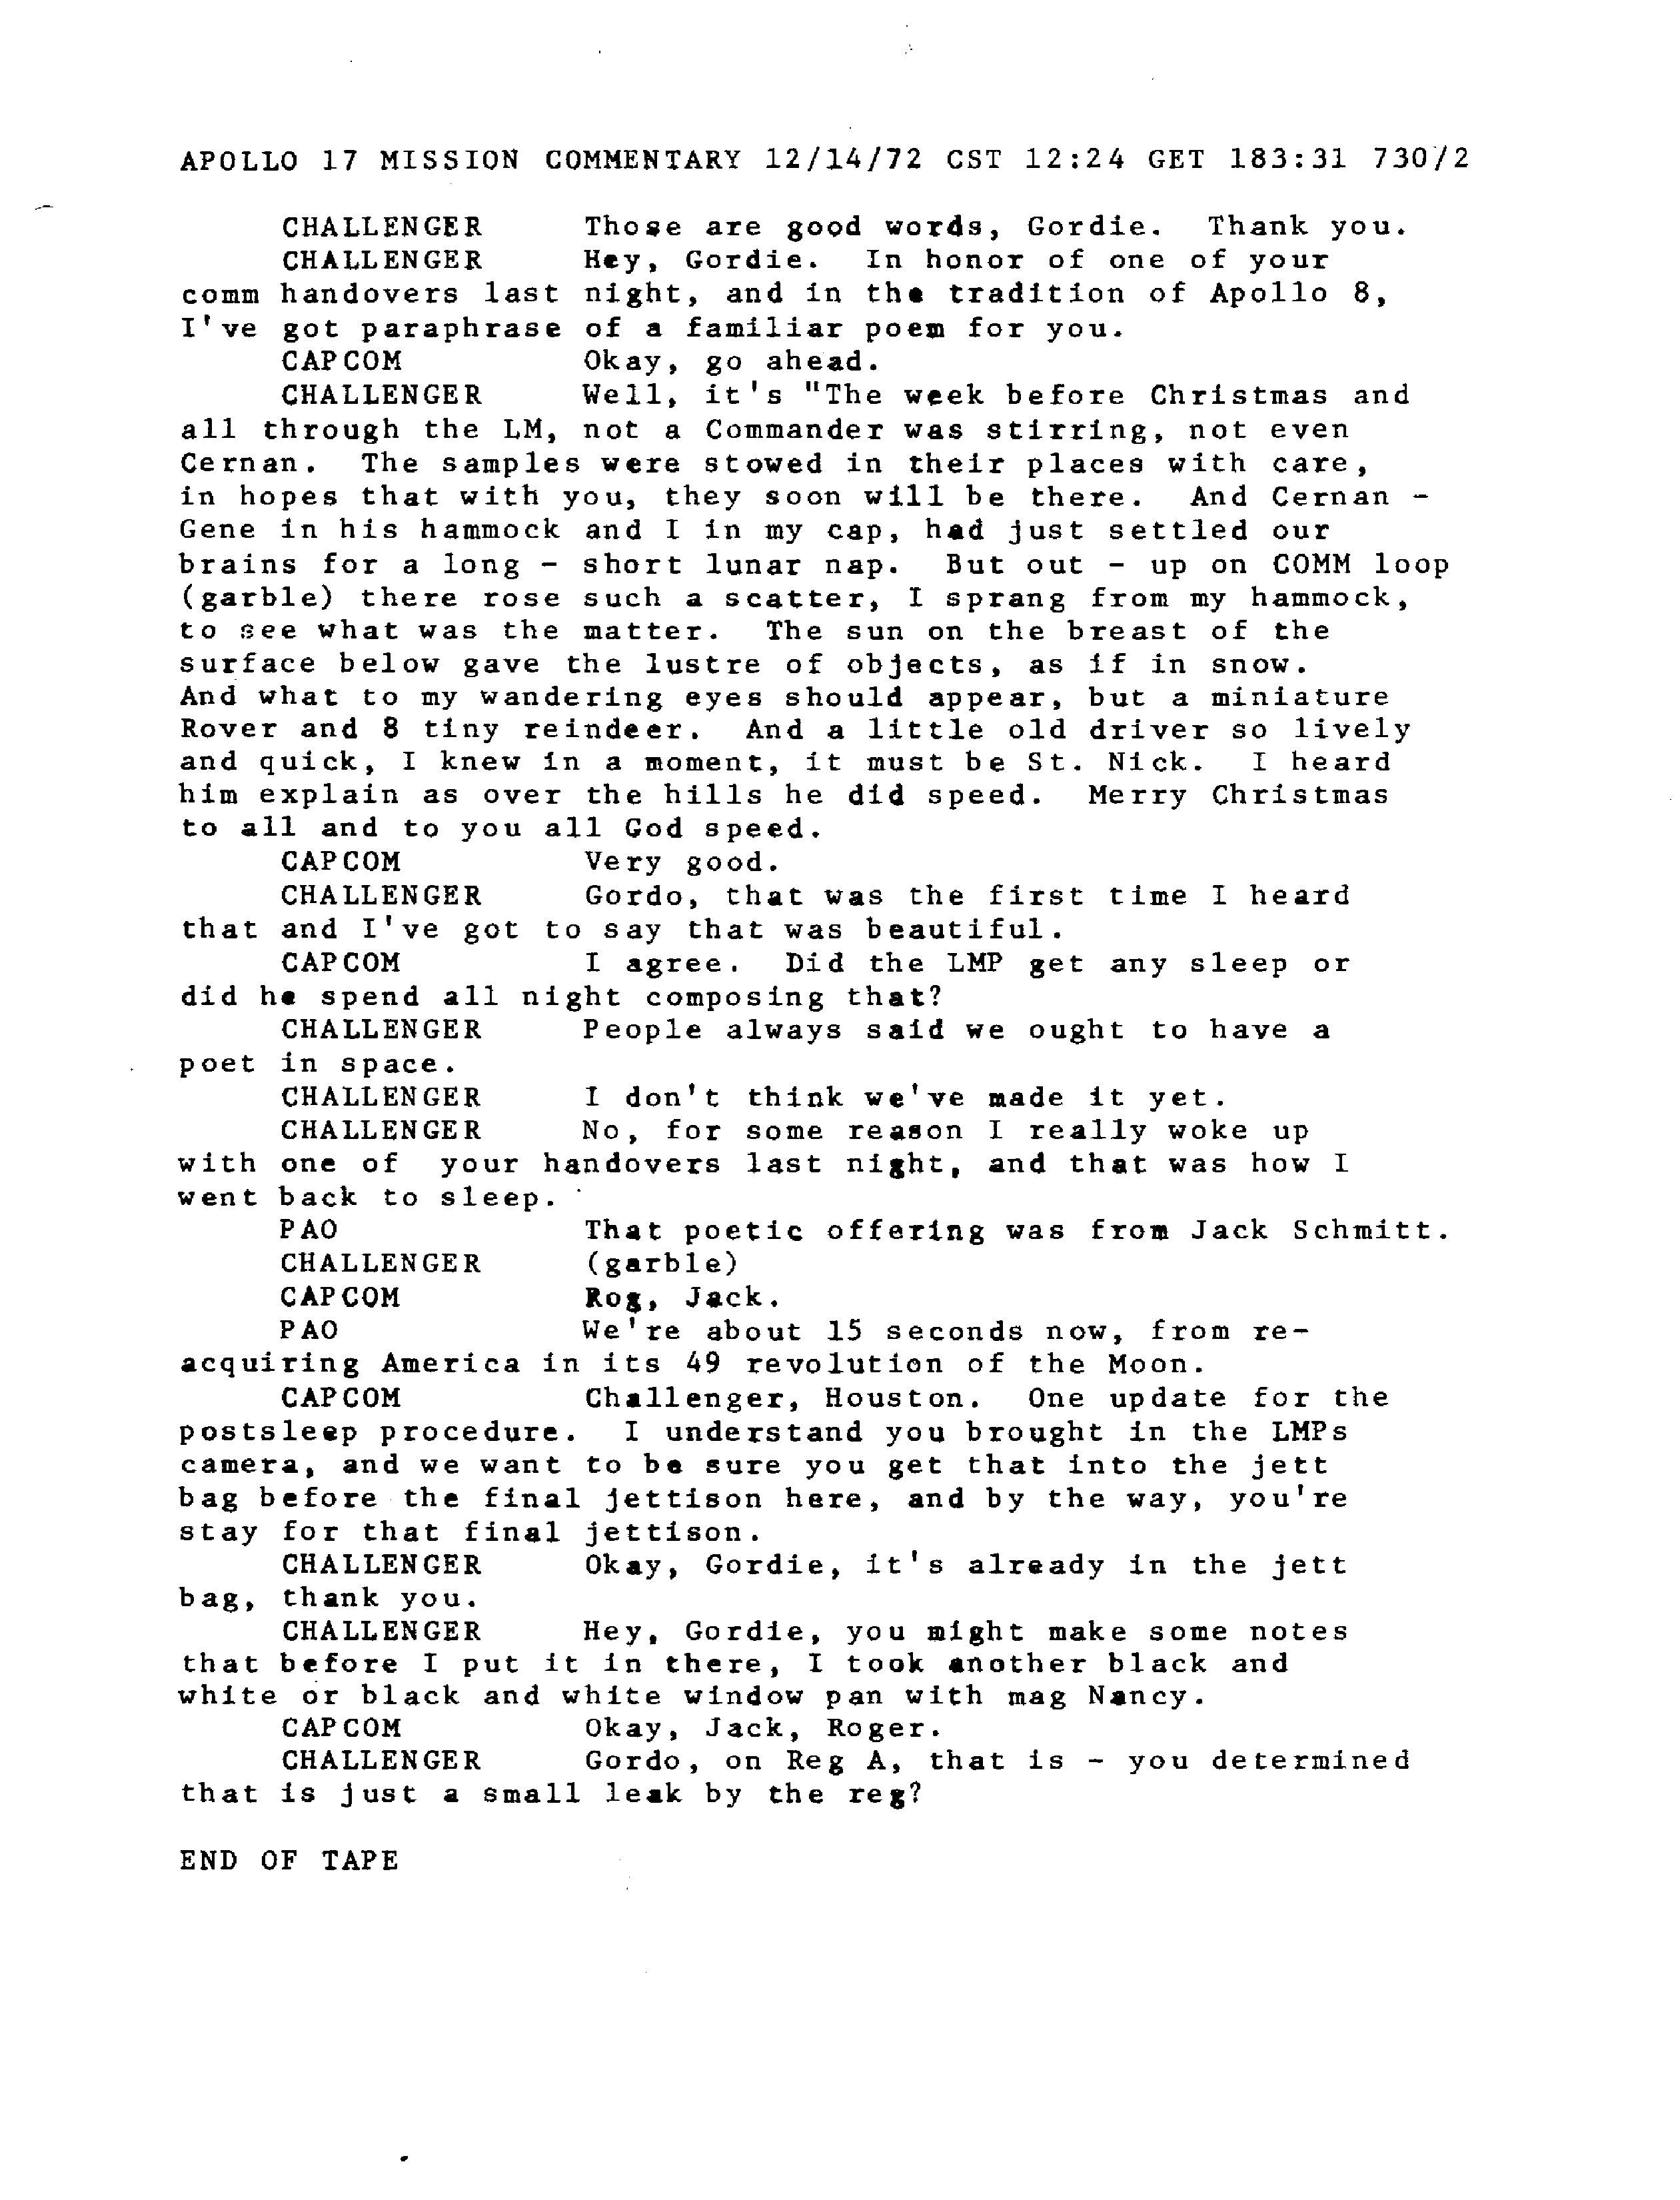 APOLLO 17 MISSION COMMENTARY 12/14/72 CST 12:24 GET 183:31 730/2
CHALLENGER Those are good words, Gordie. Thank you.
CHALLENGER Hey, Gordie. In honor of one of your
comm handovers last night, and in the tradition of Apollo 8,
I've got paraphrase of a familiar poem for you.
CAPCOM Okay, go ahead.
CHALLENGER Well, it's "The week before Christmas and
all through the LM, not a Commander was stirring, not even
Cernan. The samples were stowed in their places with care,
in hopes that with you, they soon will be there. And Cernan -
Gene in his hammock and I in my cap, had just settled our
brains for a long - short lunar nap. But out - up on COMM loop
(garble) there rose such a scatter, I sprang from my hammock,
to see what was the matter. The sun on the breast of the
surface below gave the lustre of objects, as if in snow.
And what to my wandering eyes should appear, but a miniature
Rover and 8 tiny reindeer. And a little old driver so lively
and quick, I knew in a moment, it must be St. Nick. I heard
him explain as over the hills he did speed. Merry Christmas
to all and to you all God speed.
CAPCOM Very good.
CHALLENGER Gordo, that was the first time I heard
that and I've got to say that was beautiful.
CAPCOM I agree. Did the LMP get any sleep or
did he spend all night composing that?
CHALLENGER People always said we ought to have a
poet in space.
CHALLENGER I don't think we've made it yet.
CHALLENGER No, for some reason I really woke up
with one of your handovers last night, and that was how I
went back to sleep.
PAO That poetic offering was from Jack Schmitt.
CHALLENGER (garble)
CAPCOM Rog, Jack.
PAO We're about 15 seconds now, from re-
acquiring America in its 49 revolution of the Moon.
CAPCOM Challenger, Houston. One update for the
postsleep procedure. I understand you brought in the LMPs
camera, and we want to be sure you get that into the jett
bag before the final jettison here, and by the way, you're
stay for that final jettison.
CHALLENGER Okay, Gordie, it's already in the jett
bag, thank you.
CHALLENGER Hey, Gordie, you might make some notes
that before I put it in there, I took another black and
white or black and white window pan with mag Nancy.
CAPCOM Okay, Jack, Roger.
CHALLENGER Gordo, on Reg A, that is - you determined
that is just a small leak by the reg?
END OF TAPE